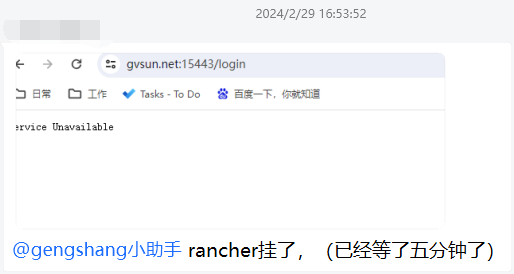 2024/2/29 16:53:52
gvsun.net:15443/login
日常 工作 Tasks - To Do 百度一下，你就知道
ervice Unavailable
@gengshang小助手 rancher挂了，（已经等了五分钟了）